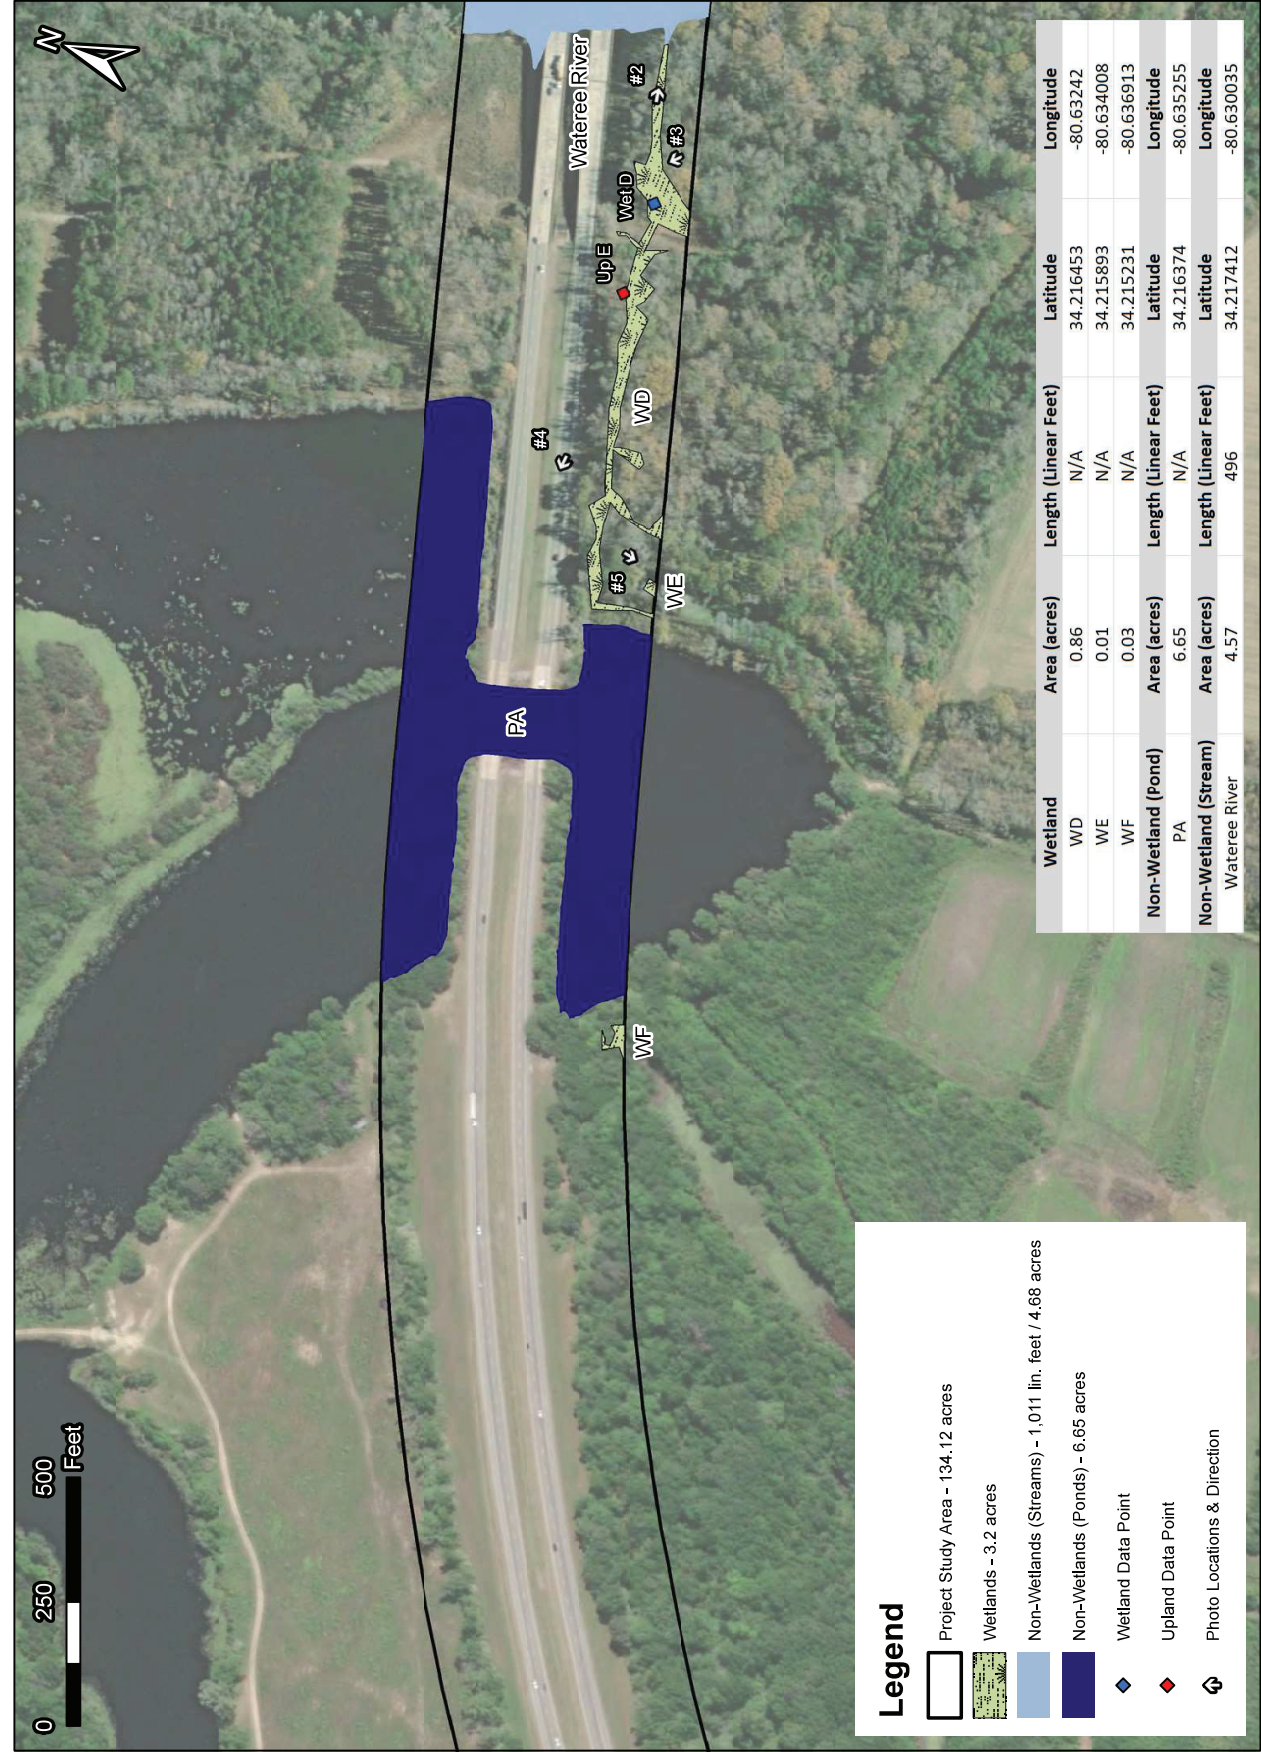 N
0 250 500
Feet
Wateree River
#2
#3
Wet D
Up E
#4
WD
#5
WE
PA
WF
Legend
Project Study Area - 134.12 acres
Wetlands - 3.2 acres
Non-Wetlands (Streams) - 1,011 lin. feet / 4.68 acres
Non-Wetlands (Ponds) - 6.65 acres
Wetland Data Point
Upland Data Point
Photo Locations & Direction
Wetland Area (acres) Length (Linear Feet) Latitude Longitude
WD 0.86 N/A 34.216453 -80.63242
WE 0.01 N/A 34.215893 -80.634008
WF 0.03 N/A 34.215231 -80.636913
Non-Wetland (Pond) Area (acres) Length (Linear Feet) Latitude Longitude
PA 6.65 N/A 34.216374 -80.635255
Non-Wetland (Stream) Area (acres) Length (Linear Feet) Latitude Longitude
Wateree River 4.57 496 34.217412 -80.630035